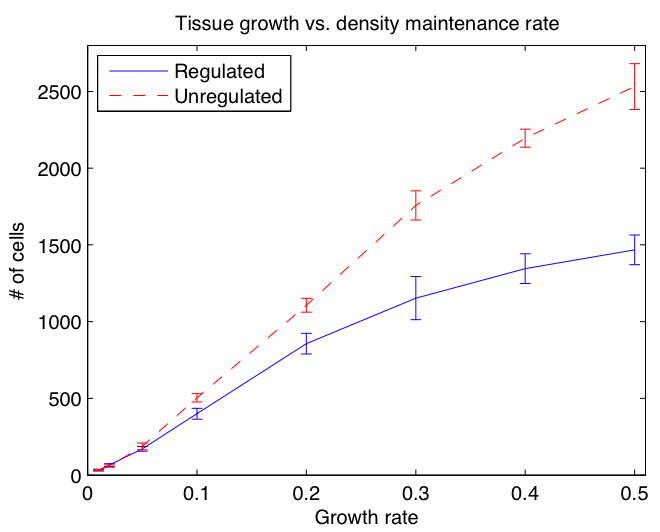 Tissue growth vs. density maintenance rate
Regulated
Unregulated
2500
2000
1500
1000
500
0
# of cells
0 0.1 0.2 0.3 0.4 0.5
Growth rate